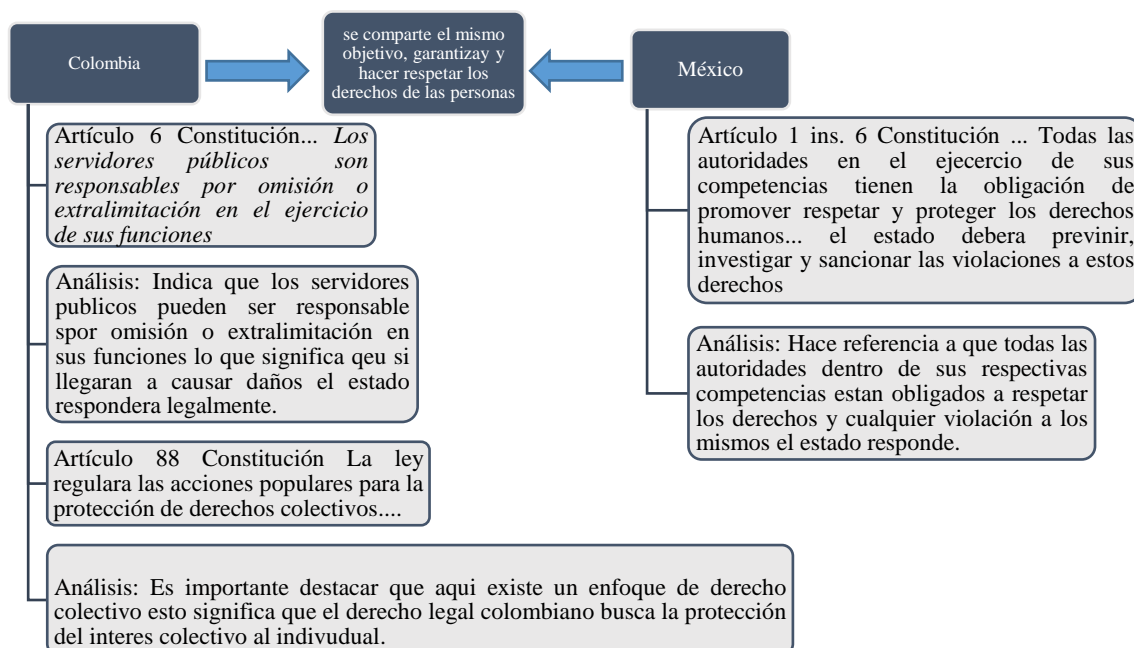 Colombia
se comparte el mismo
objetivo, garantizay y
hacer respetar los
derechos de las personas
México
Artículo 6 Constitución... Los
servidores públicos son
responsables por omisión o
extralimitación en el ejercicio
de sus funciones
Análisis: Indica que los servidores
publicos pueden ser responsable
spor omisión o extralimitación en
sus funciones lo que significa qeu si
llegaran a causar daños el estado
respondera legalmente.
Artículo 88 Constitución La ley
regulara las acciones populares para la
protección de derechos colectivos....
Análisis: Es importante destacar que aqui existe un enfoque de derecho
colectivo esto significa que el derecho legal colombiano busca la protección
del interes colectivo al indivudual.
Artículo 1 ins. 6 Constitución ... Todas las
autoridades en el ejecercio de sus
competencias tienen la obligación de
promover respetar y proteger los derechos
humanos... el estado debera previnir,
investigar y sancionar las violaciones a estos
derechos
Análisis: Hace referencia a que todas las
autoridades dentro de sus respectivas
competencias estan obligados a respetar
los derechos y cualquier violación a los
mismos el estado responde.